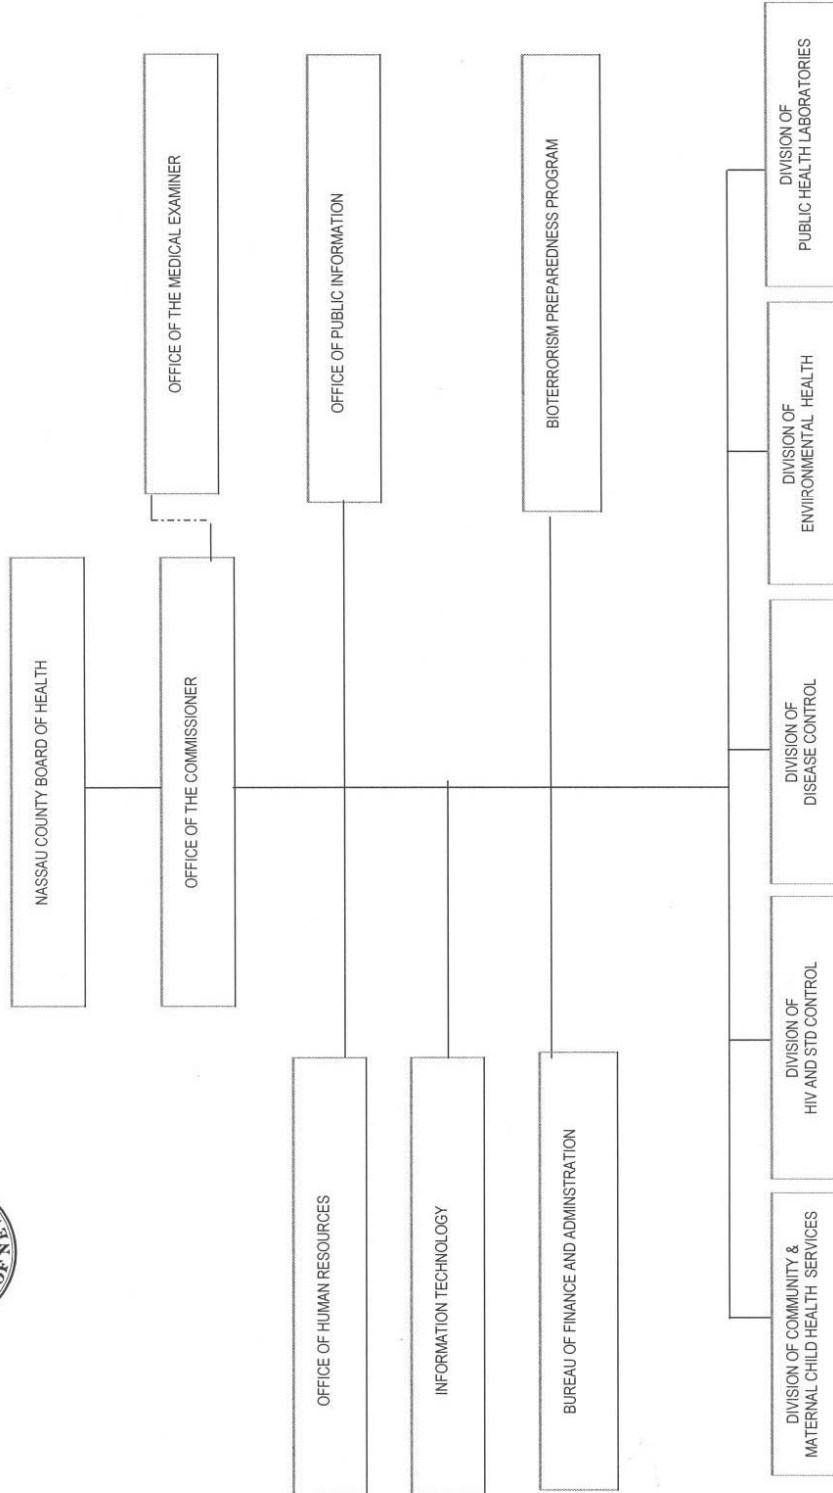 OF NE
NASSAU COUNTY BOARD OF HEALTH
OFFICE OF THE COMMISSIONER
OFFICE OF THE MEDICAL EXAMINER
OFFICE OF HUMAN RESOURCES
OFFICE OF PUBLIC INFORMATION
INFORMATION TECHNOLOGY
BUREAU OF FINANCE AND ADMINSTRATION
BIOTERRORISM PREPAREDNESS PROGRAM
DIVISION OF COMMUNITY &
MATERNAL CHILD HEALTH SERVICES
DIVISION OF
HIV AND STD CONTROL
DIVISION OF
DISEASE CONTROL
DIVISION OF
ENVIIRONMENTAL HEALTH
DIVISION OF
PUBLIC HEALTH LABORATORIES